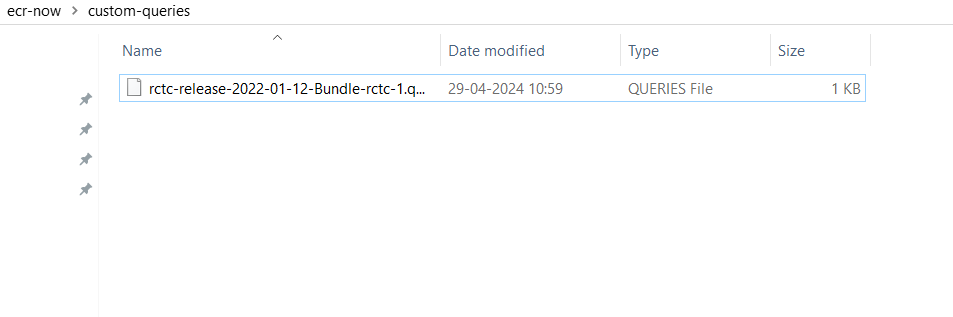 ecr-now > custom-queries
Name Date modified Type Size
rctc-release-2022-01-12-Bundle-rctc-1.q... 29-04-2024 10:59 QUERIES File 1 KB